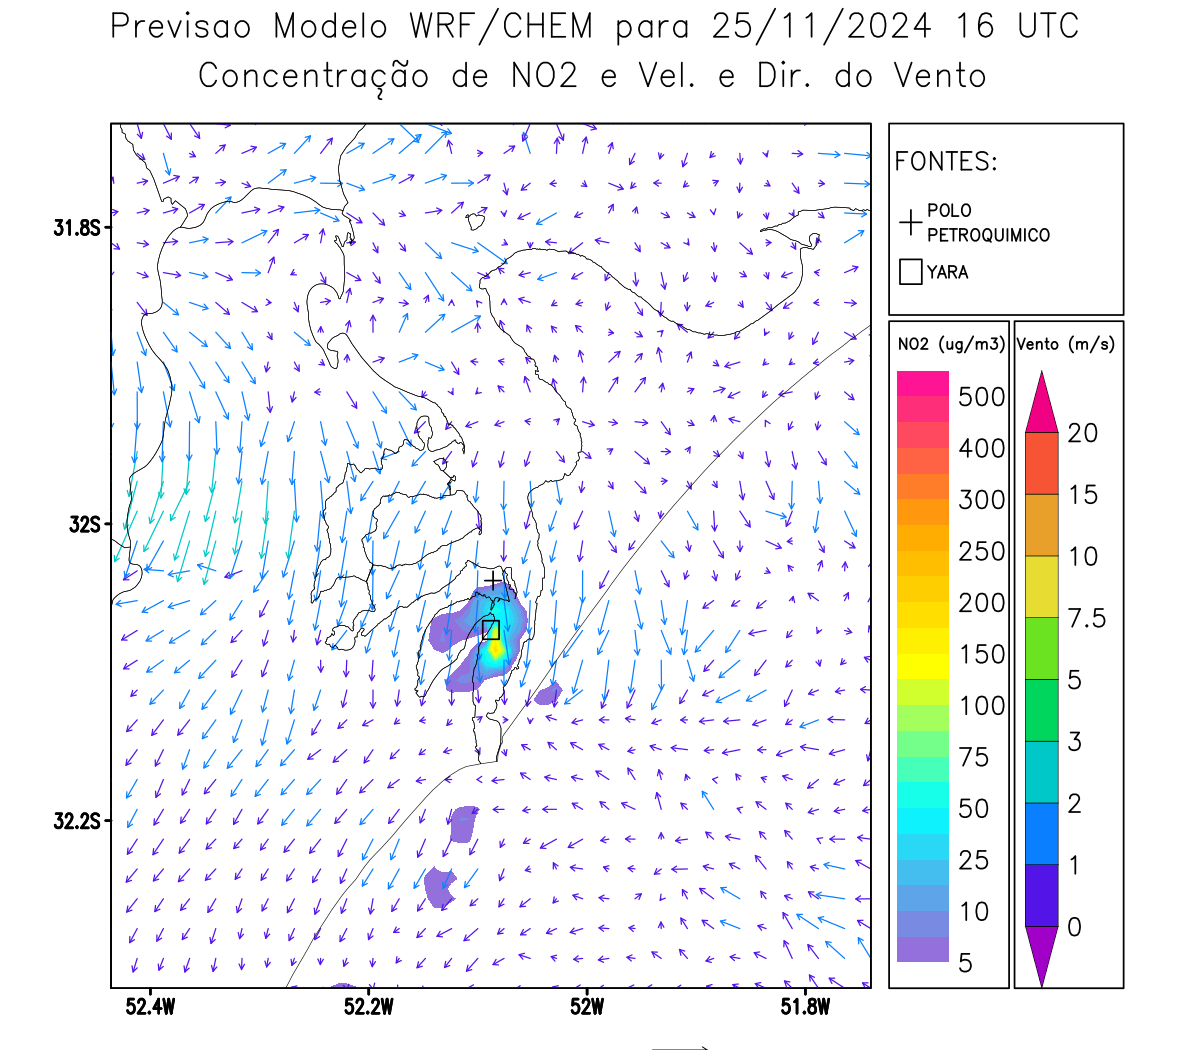 Previsao Modelo WRF/CHEM para 25/11/2024 16 UTC
Concentração de NO2 e Vel. e Dir. do Vento
FONTES:
POLO
PETROQUIMICO
YARA
NO2 (ug/m3)
500
400
300
250
200
150
100
75
50
25
10
5
Vento (m/s)
20
15
10
7.5
5
3
2
1
0
31.8S
32S
32.2S
52.4W
52.2W
52W
51.8W